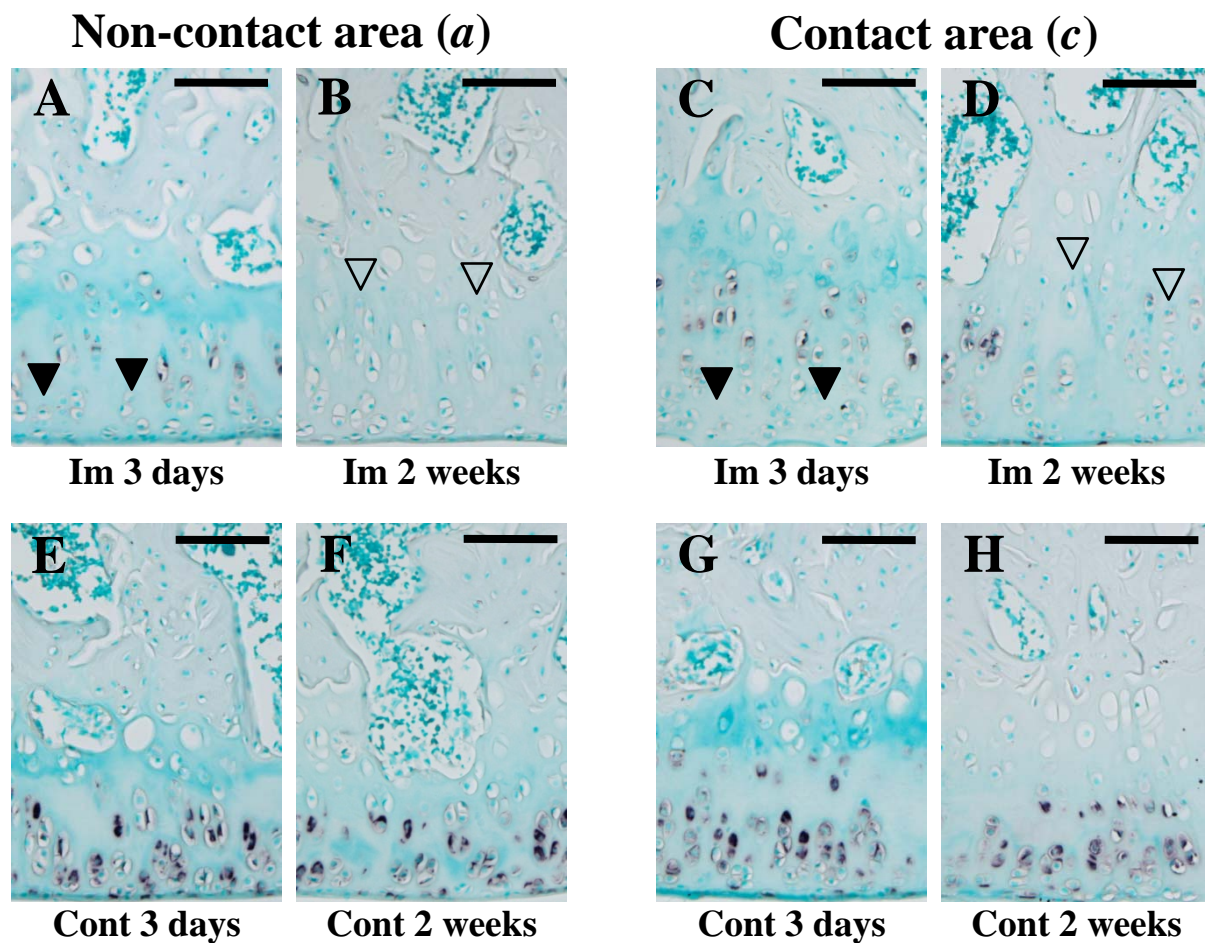 Non-contact area (a)
Contact area (c)
A
B
C
D
Im 3 days
Im 2 weeks
Im 3 days
Im 2 weeks
E
F
G
H
Cont 3 days
Cont 2 weeks
Cont 3 days
Cont 2 weeks